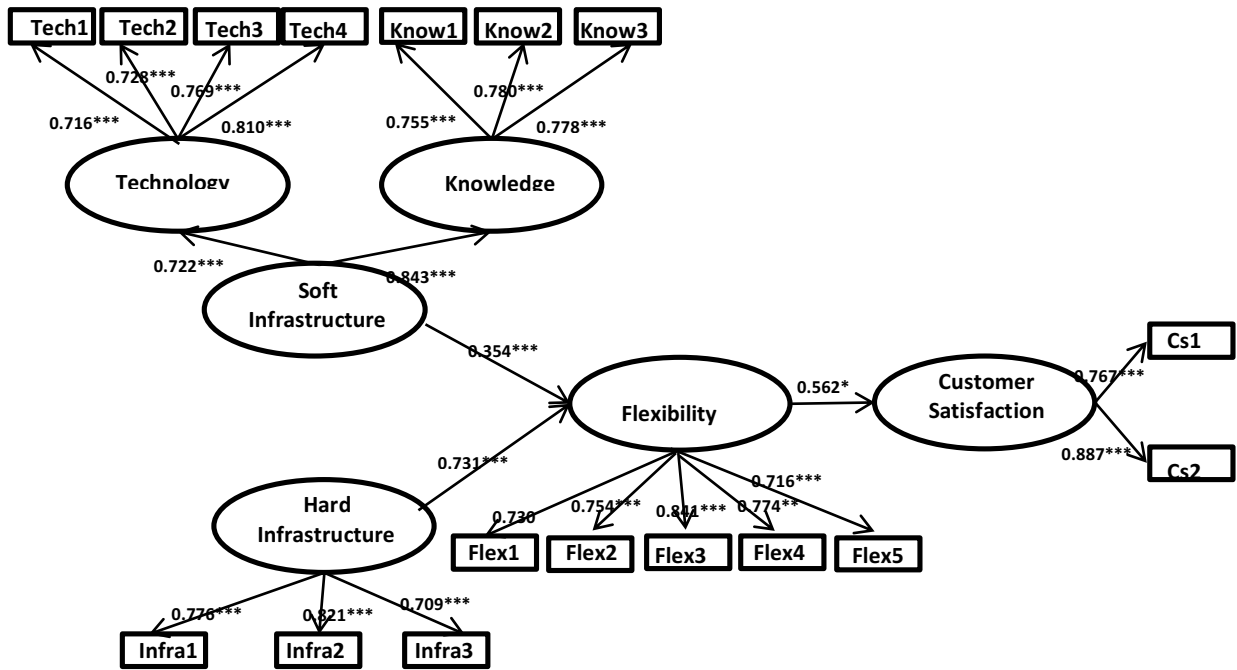 Tech1 Tech2 Tech3 Tech4 Know1 Know2 Know3
0.728*** 0.769*** 0.780***
0.716*** 0.810*** 0.755*** 0.778***
Technology Knowledge
0.722*** 0.843***
Soft
Infrastructure
0.354***
Cs1
0.767***
Flexibility
0.562*
Customer
Satisfaction
0.887***
Cs2
0.731***
Hard
Infrastructure
0.730 0.754*** 0.841*** 0.774** 0.716***
Flex1 Flex2 Flex3 Flex4 Flex5
0.776*** 0.821*** 0.709***
Infra1 Infra2 Infra3